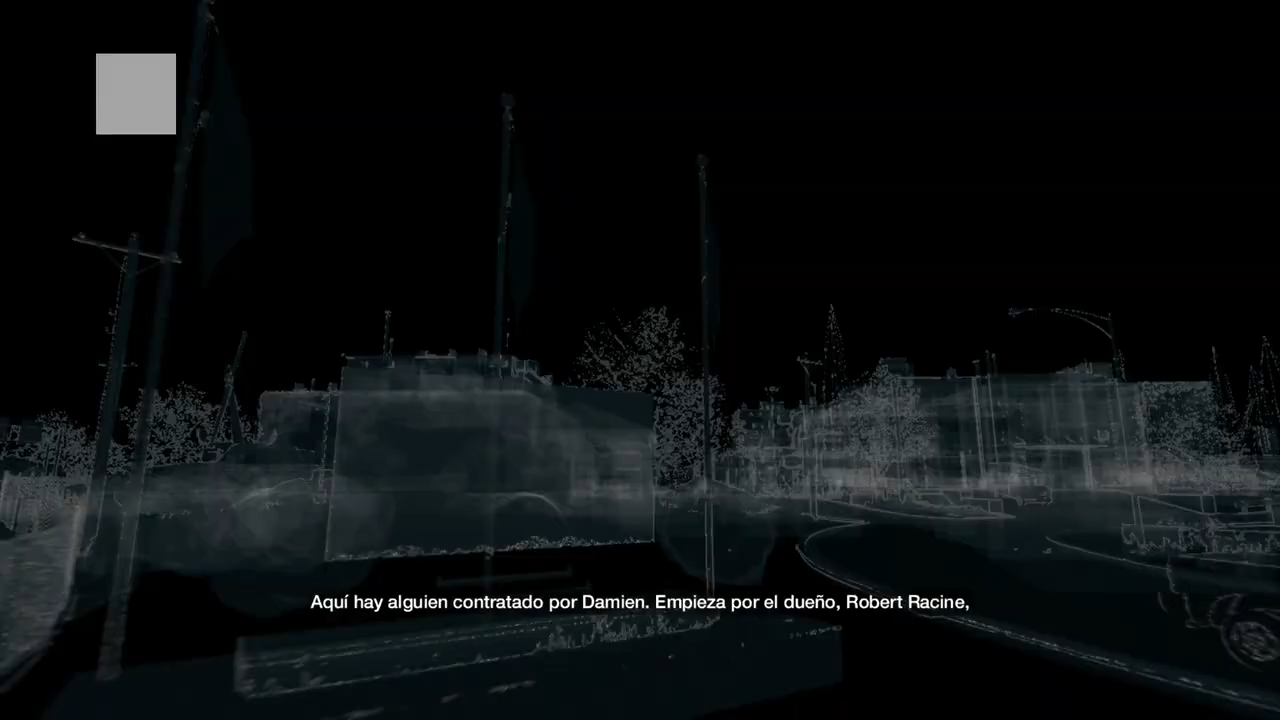 Aquí hay alguien contratado por Damien. Empieza por el dueño, Robert Racine,